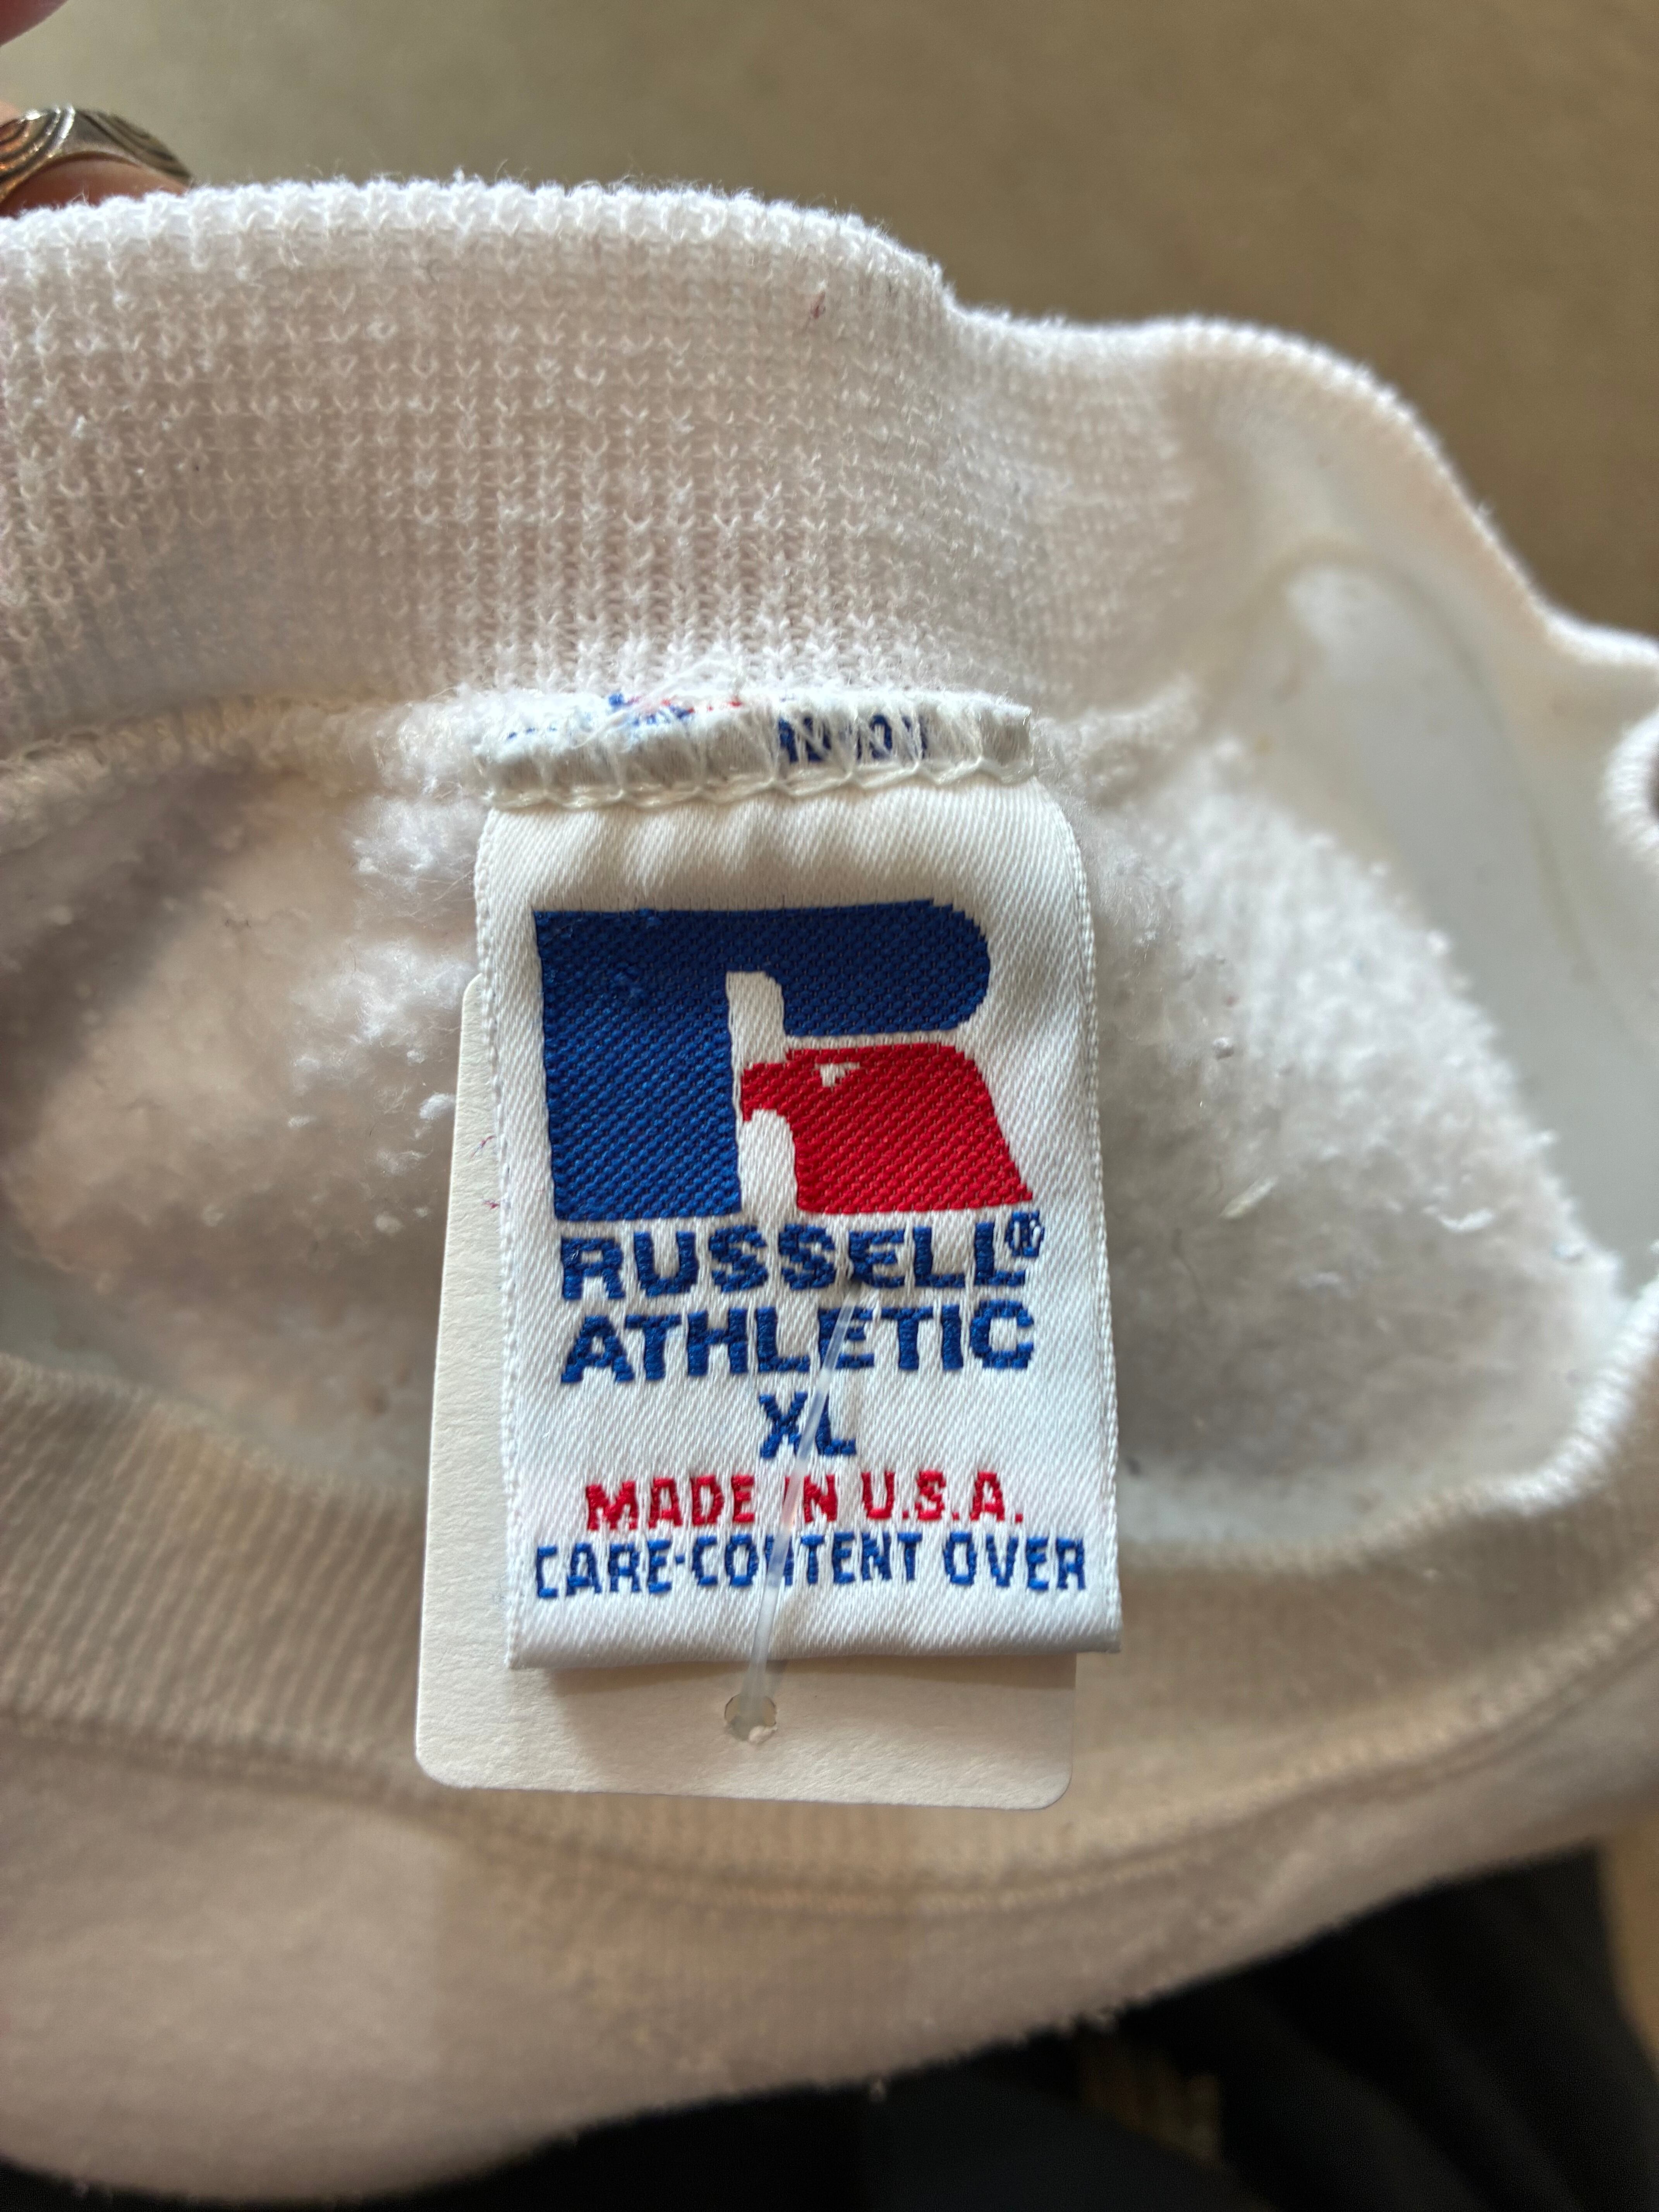 RUSSELL®
ATHLETIC
XL
MADE IN U.S.A.
CARE-CONTENT OVER